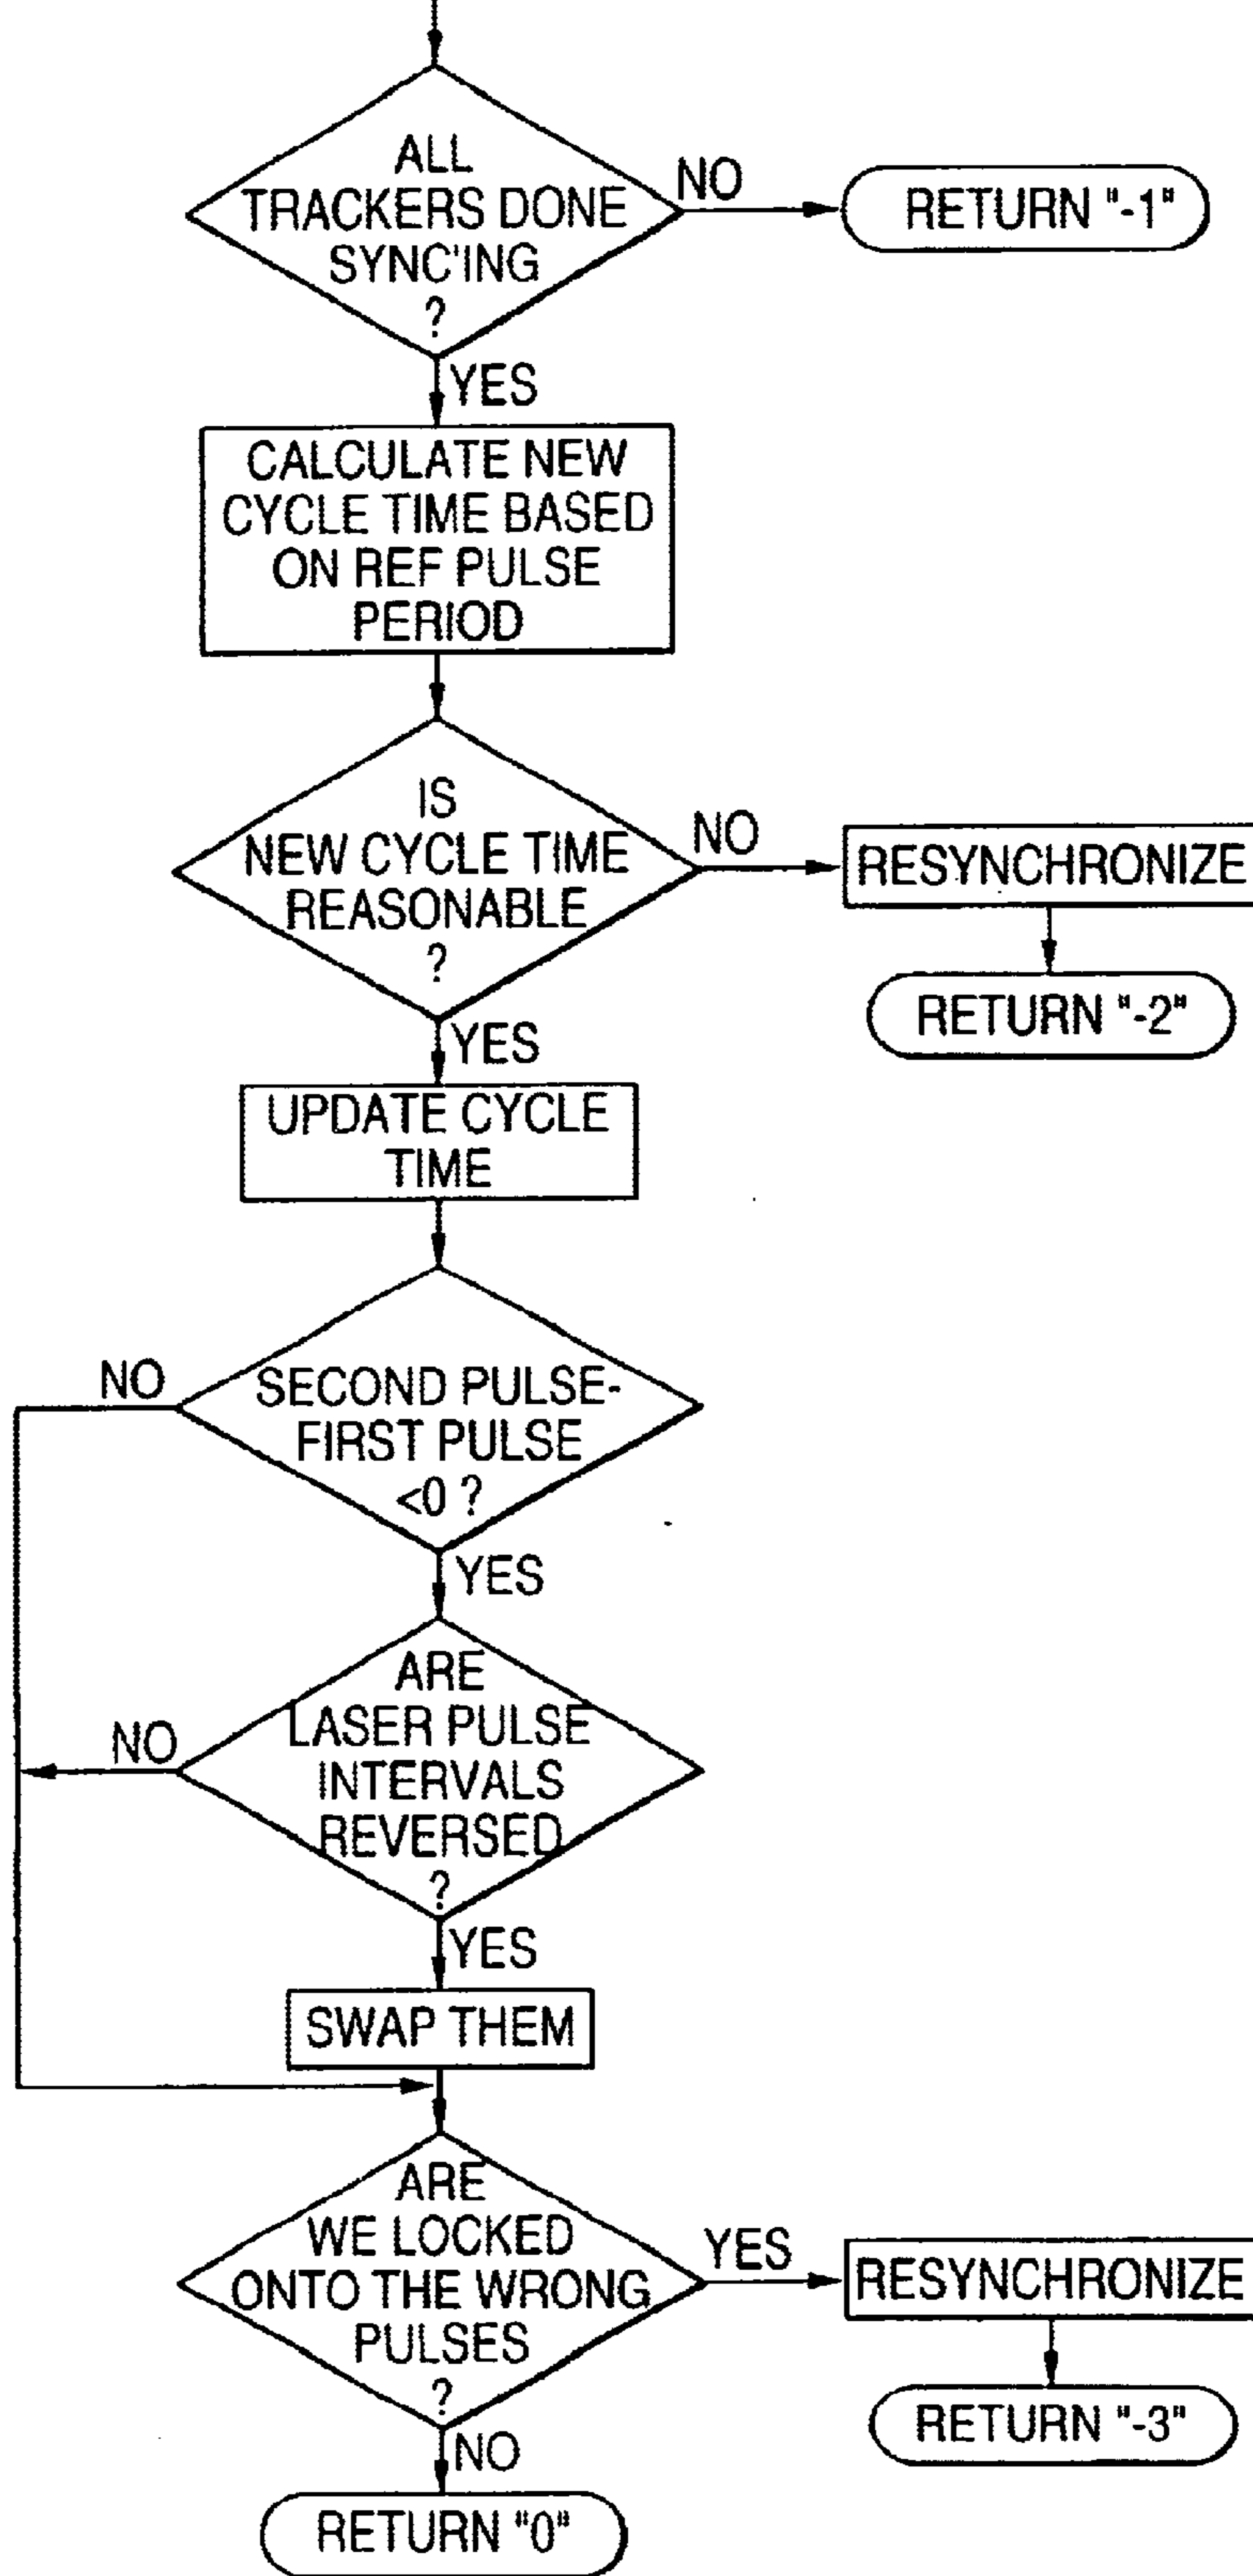 ALL
TRACKERS DONE
SYNC'ING
?
NO
RETURN "-1"
YES
CALCULATE NEW
CYCLE TIME BASED
ON REF PULSE
PERIOD
IS
NEW CYCLE TIME
REASONABLE
?
NO
RESYNCHRONIZE
RETURN "-2"
YES
UPDATE CYCLE
TIME
NO
SECOND PULSE-
FIRST PULSE
<0 ?
YES
NO
ARE
LASER PULSE
INTERVALS
REVERSED
?
YES
SWAP THEM
ARE
WE LOCKED
ONTO THE WRONG
PULSES
?
YES
RESYNCHRONIZE
RETURN "-3"
NO
RETURN "0"